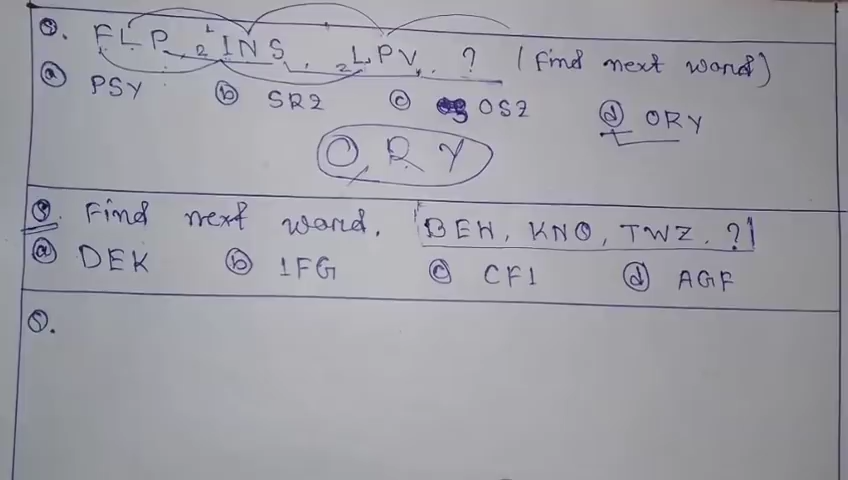 Q. FLP, INS, LPV, ? (Find next word)
(a) PSY (b) SRZ (c) OSZ (d) ORY
ORY
Q. Find next word. BEH, KNO, TWZ, ?
(a) DEK (b) IFG (c) CFI (d) AGF
Q.